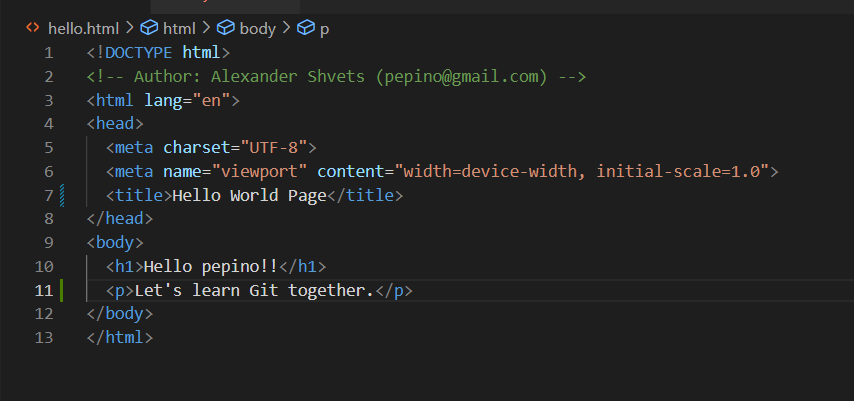 hello.html > html > body > p
1 <!DOCTYPE html>
2 <!-- Author: Alexander Shvets (pepino@gmail.com) -->
3 <html lang="en">
4 <head>
5   <meta charset="UTF-8">
6   <meta name="viewport" content="width=device-width, initial-scale=1.0">
7   <title>Hello World Page</title>
8 </head>
9 <body>
10   <h1>Hello pepino!!</h1>
11   <p>Let's learn Git together.</p>
12 </body>
13 </html>